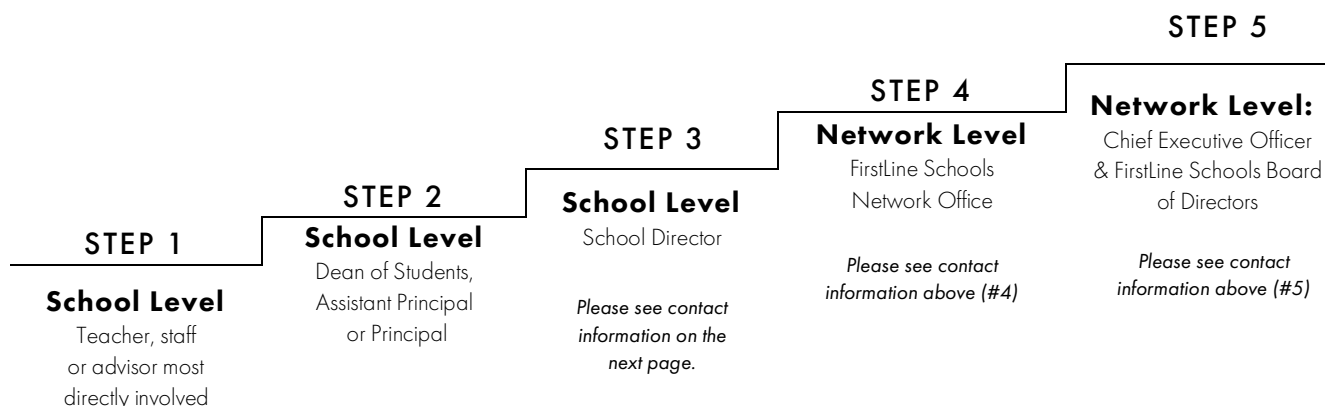 STEP 1
School Level
Teacher, staff
or advisor most
directly involved
STEP 2
School Level
Dean of Students,
Assistant Principal
or Principal
STEP 3
School Level
School Director
Please see contact
information on the
next page.
STEP 4
Network Level
FirstLine Schools
Network Office
Please see contact
information above (#4)
STEP 5
Network Level:
Chief Executive Officer
& FirstLine Schools Board
of Directors
Please see contact
information above (#5)